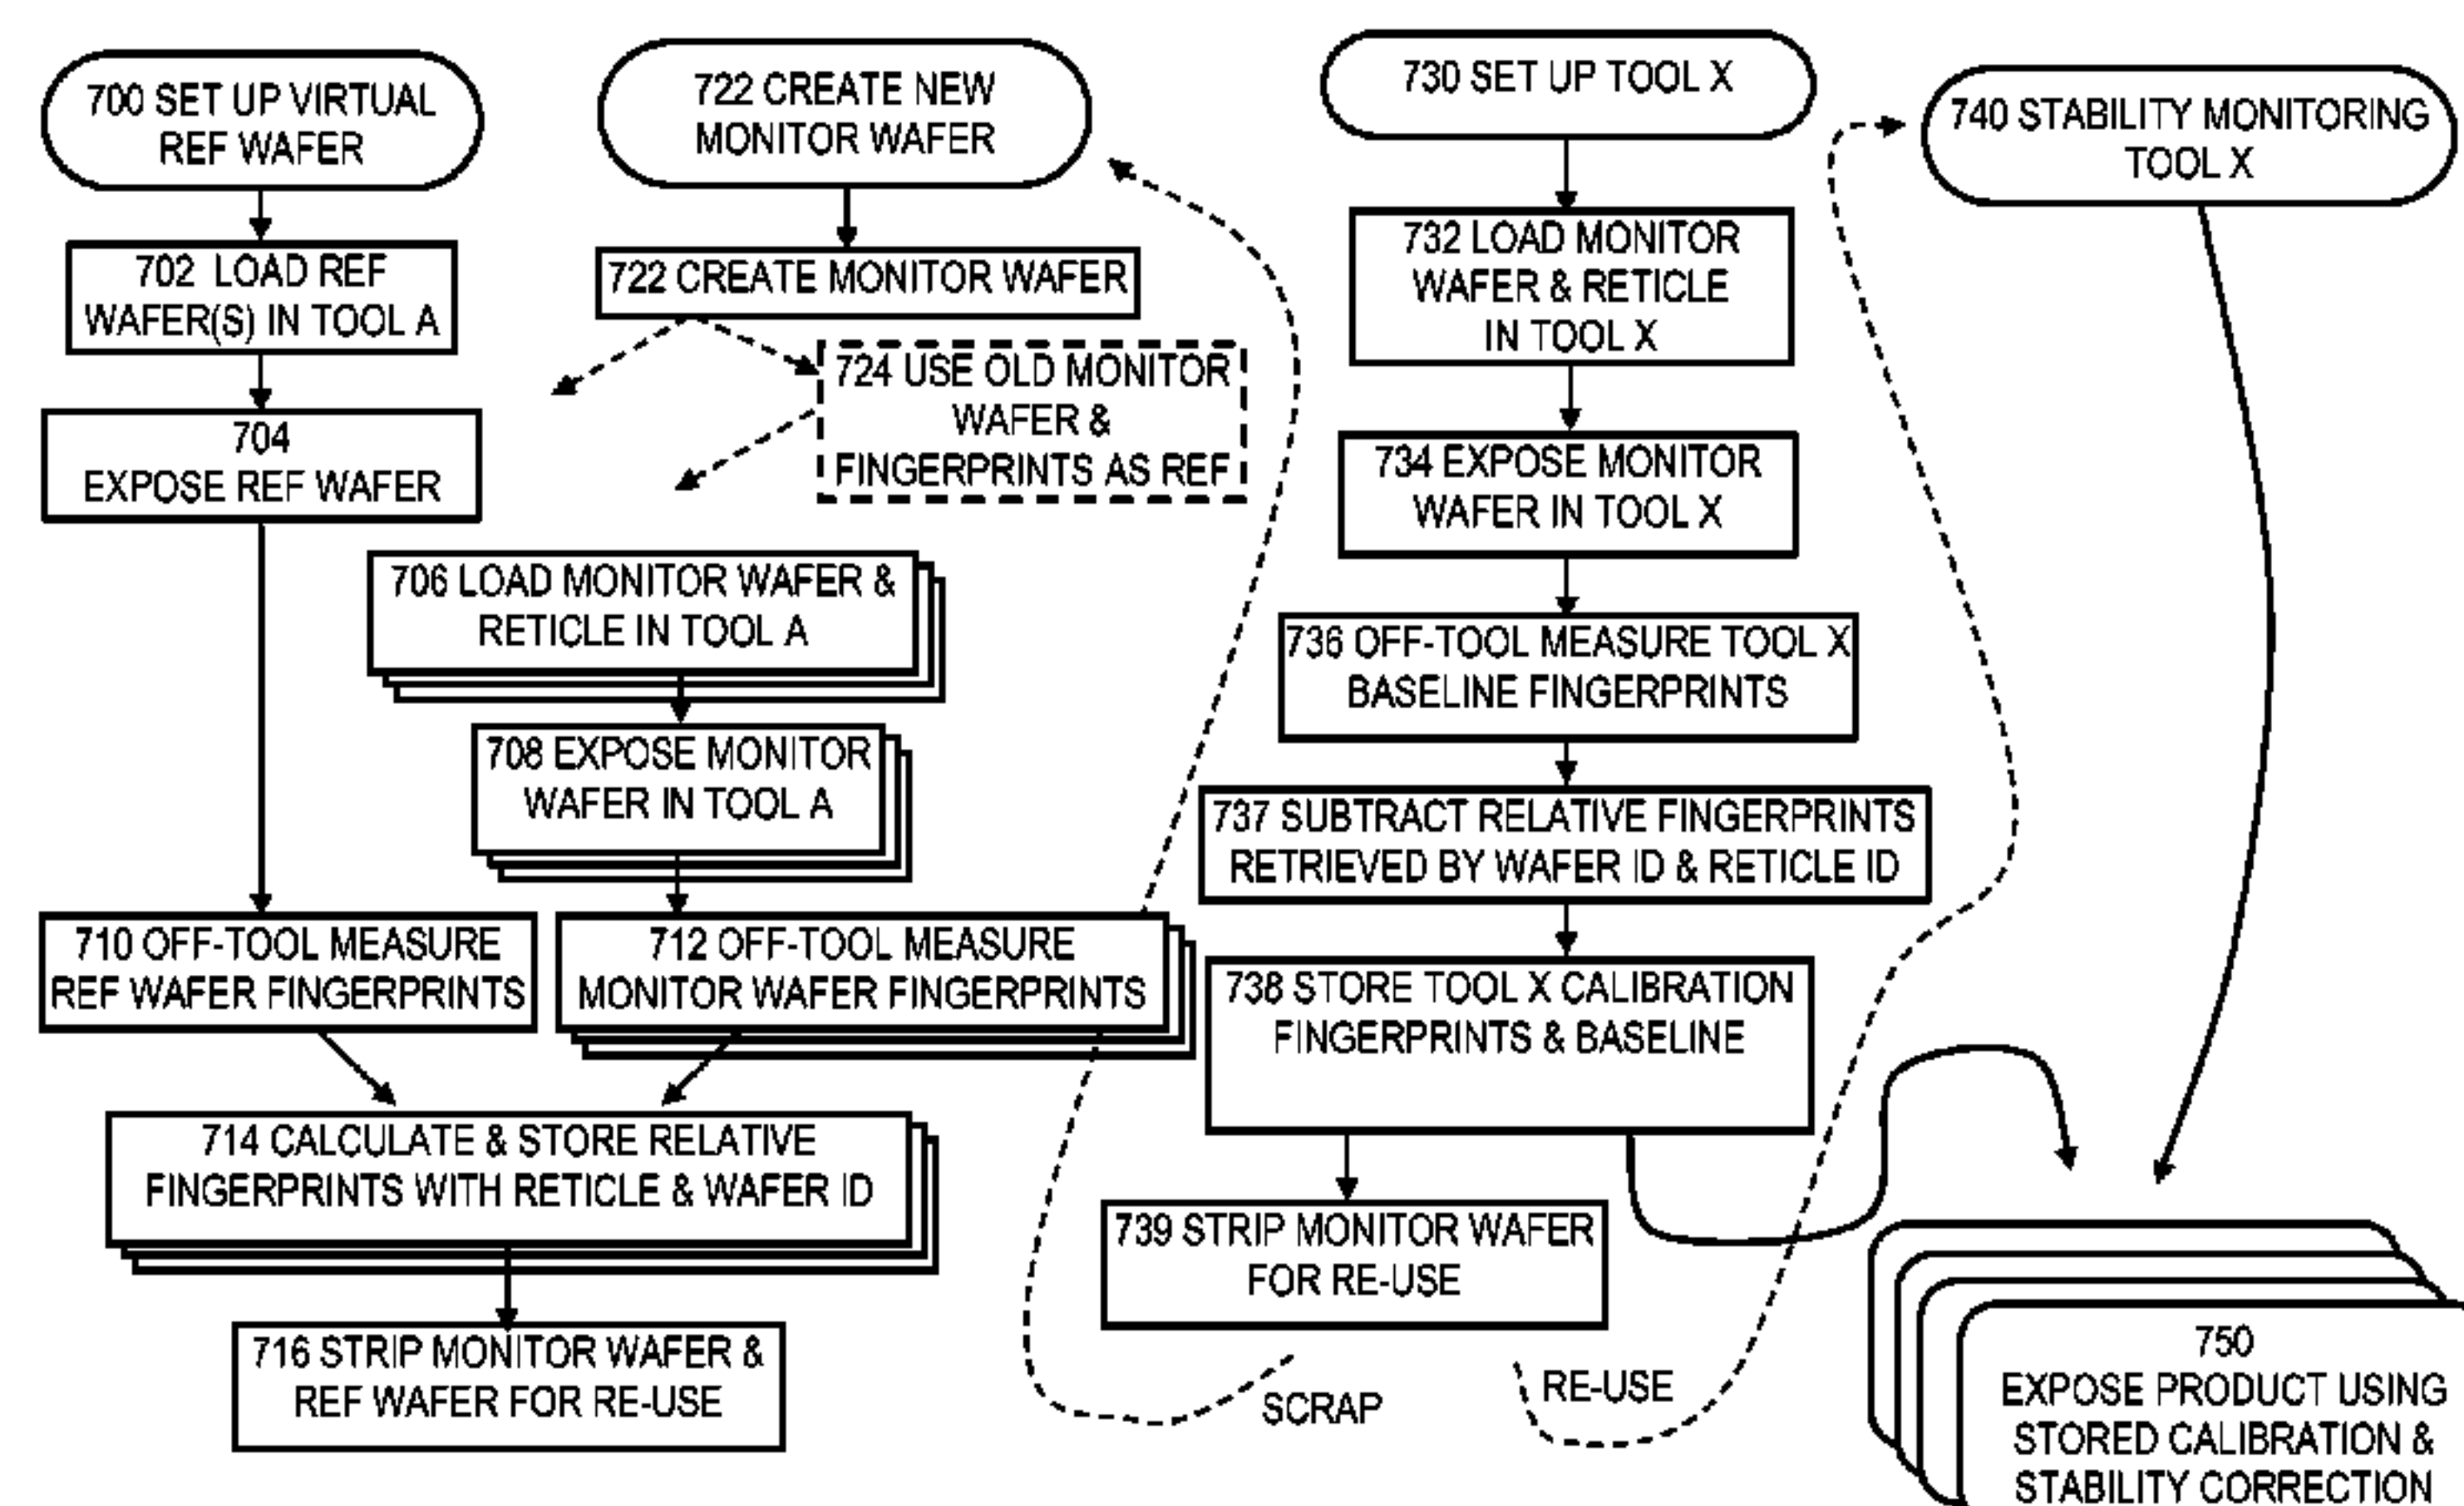 700 SET UP VIRTUAL
REF WAFER
702 LOAD REF
WAFER(S) IN TOOL A
704
EXPOSE REF WAFER
722 CREATE NEW
MONITOR WAFER
722 CREATE MONITOR WAFER
724 USE OLD MONITOR
WAFER &
FINGERPRINTS AS REF
706 LOAD MONITOR WAFER &
RETICLE IN TOOL A
708 EXPOSE MONITOR
WAFER IN TOOL A
710 OFF-TOOL MEASURE
REF WAFER FINGERPRINTS
712 OFF-TOOL MEASURE
MONITOR WAFER FINGERPRINTS
714 CALCULATE & STORE RELATIVE
FINGERPRINTS WITH RETICLE & WAFER ID
716 STRIP MONITOR WAFER &
REF WAFER FOR RE-USE
730 SET UP TOOL X
732 LOAD MONITOR
WAFER & RETICLE
IN TOOL X
734 EXPOSE MONITOR
WAFER IN TOOL X
736 OFF-TOOL MEASURE TOOL X
BASELINE FINGERPRINTS
737 SUBTRACT RELATIVE FINGERPRINTS
RETRIEVED BY WAFER ID & RETICLE ID
738 STORE TOOL X CALIBRATION
FINGERPRINTS & BASELINE
739 STRIP MONITOR WAFER
FOR RE-USE
SCRAP
RE-USE
740 STABILITY MONITORING
TOOL X
750
EXPOSE PRODUCT USING
STORED CALIBRATION &
STABILITY CORRECTION